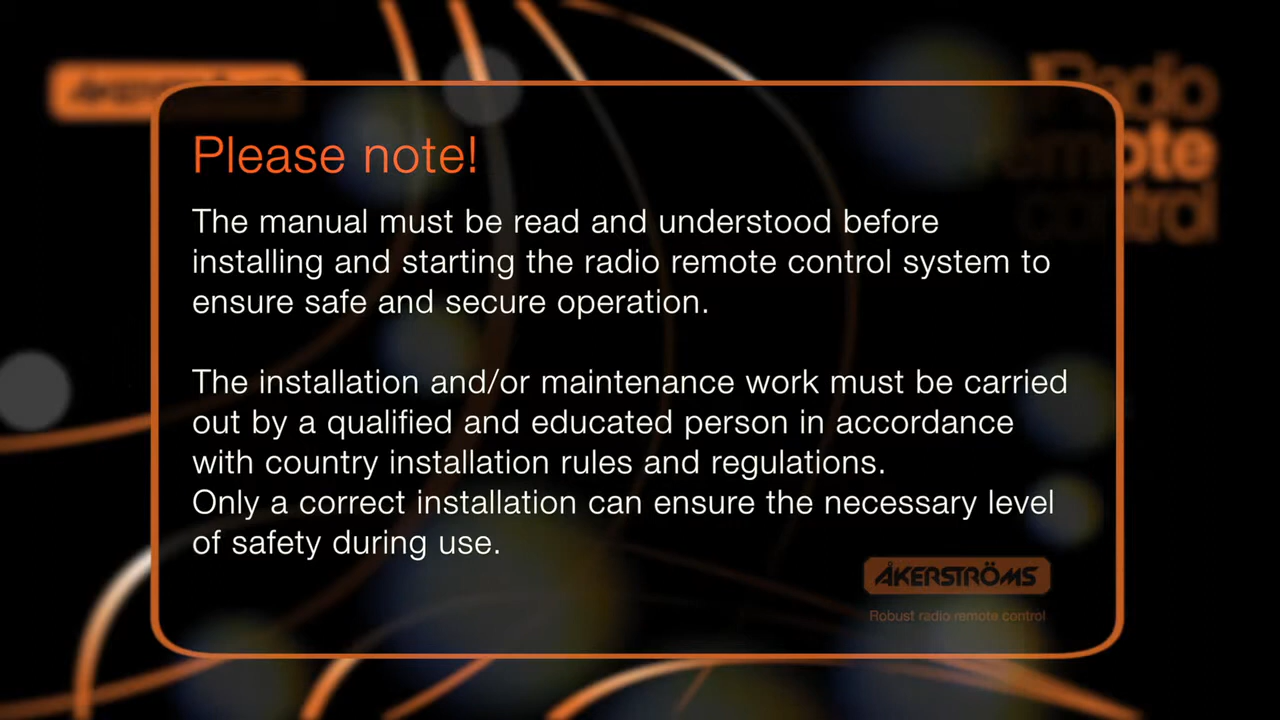 Radio
remote
control
Please note!
The manual must be read and understood before
installing and starting the radio remote control system to
ensure safe and secure operation.
The installation and/or maintenance work must be carried
out by a qualified and educated person in accordance
with country installation rules and regulations.
Only a correct installation can ensure the necessary level
of safety during use.
ÅKERSTRÖMS
Robust radio remote control